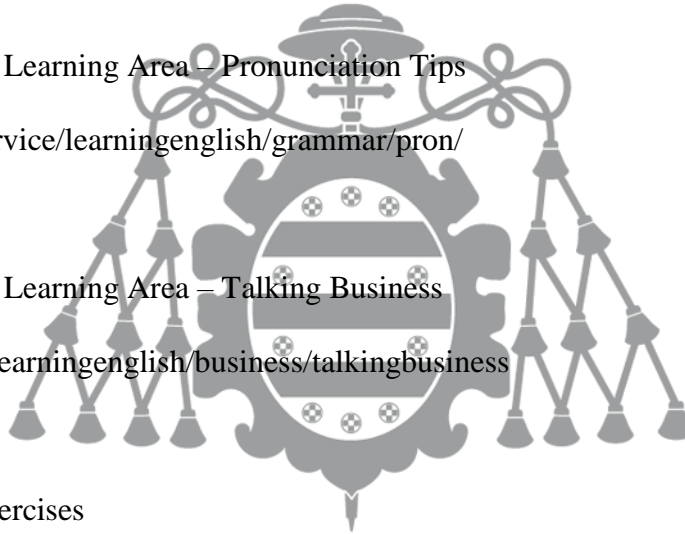 Learning Area – Pronunciation Tips
rvice/learningenglish/grammar/pron/
Learning Area – Talking Business
earningenglish/business/talkingbusiness
ercises